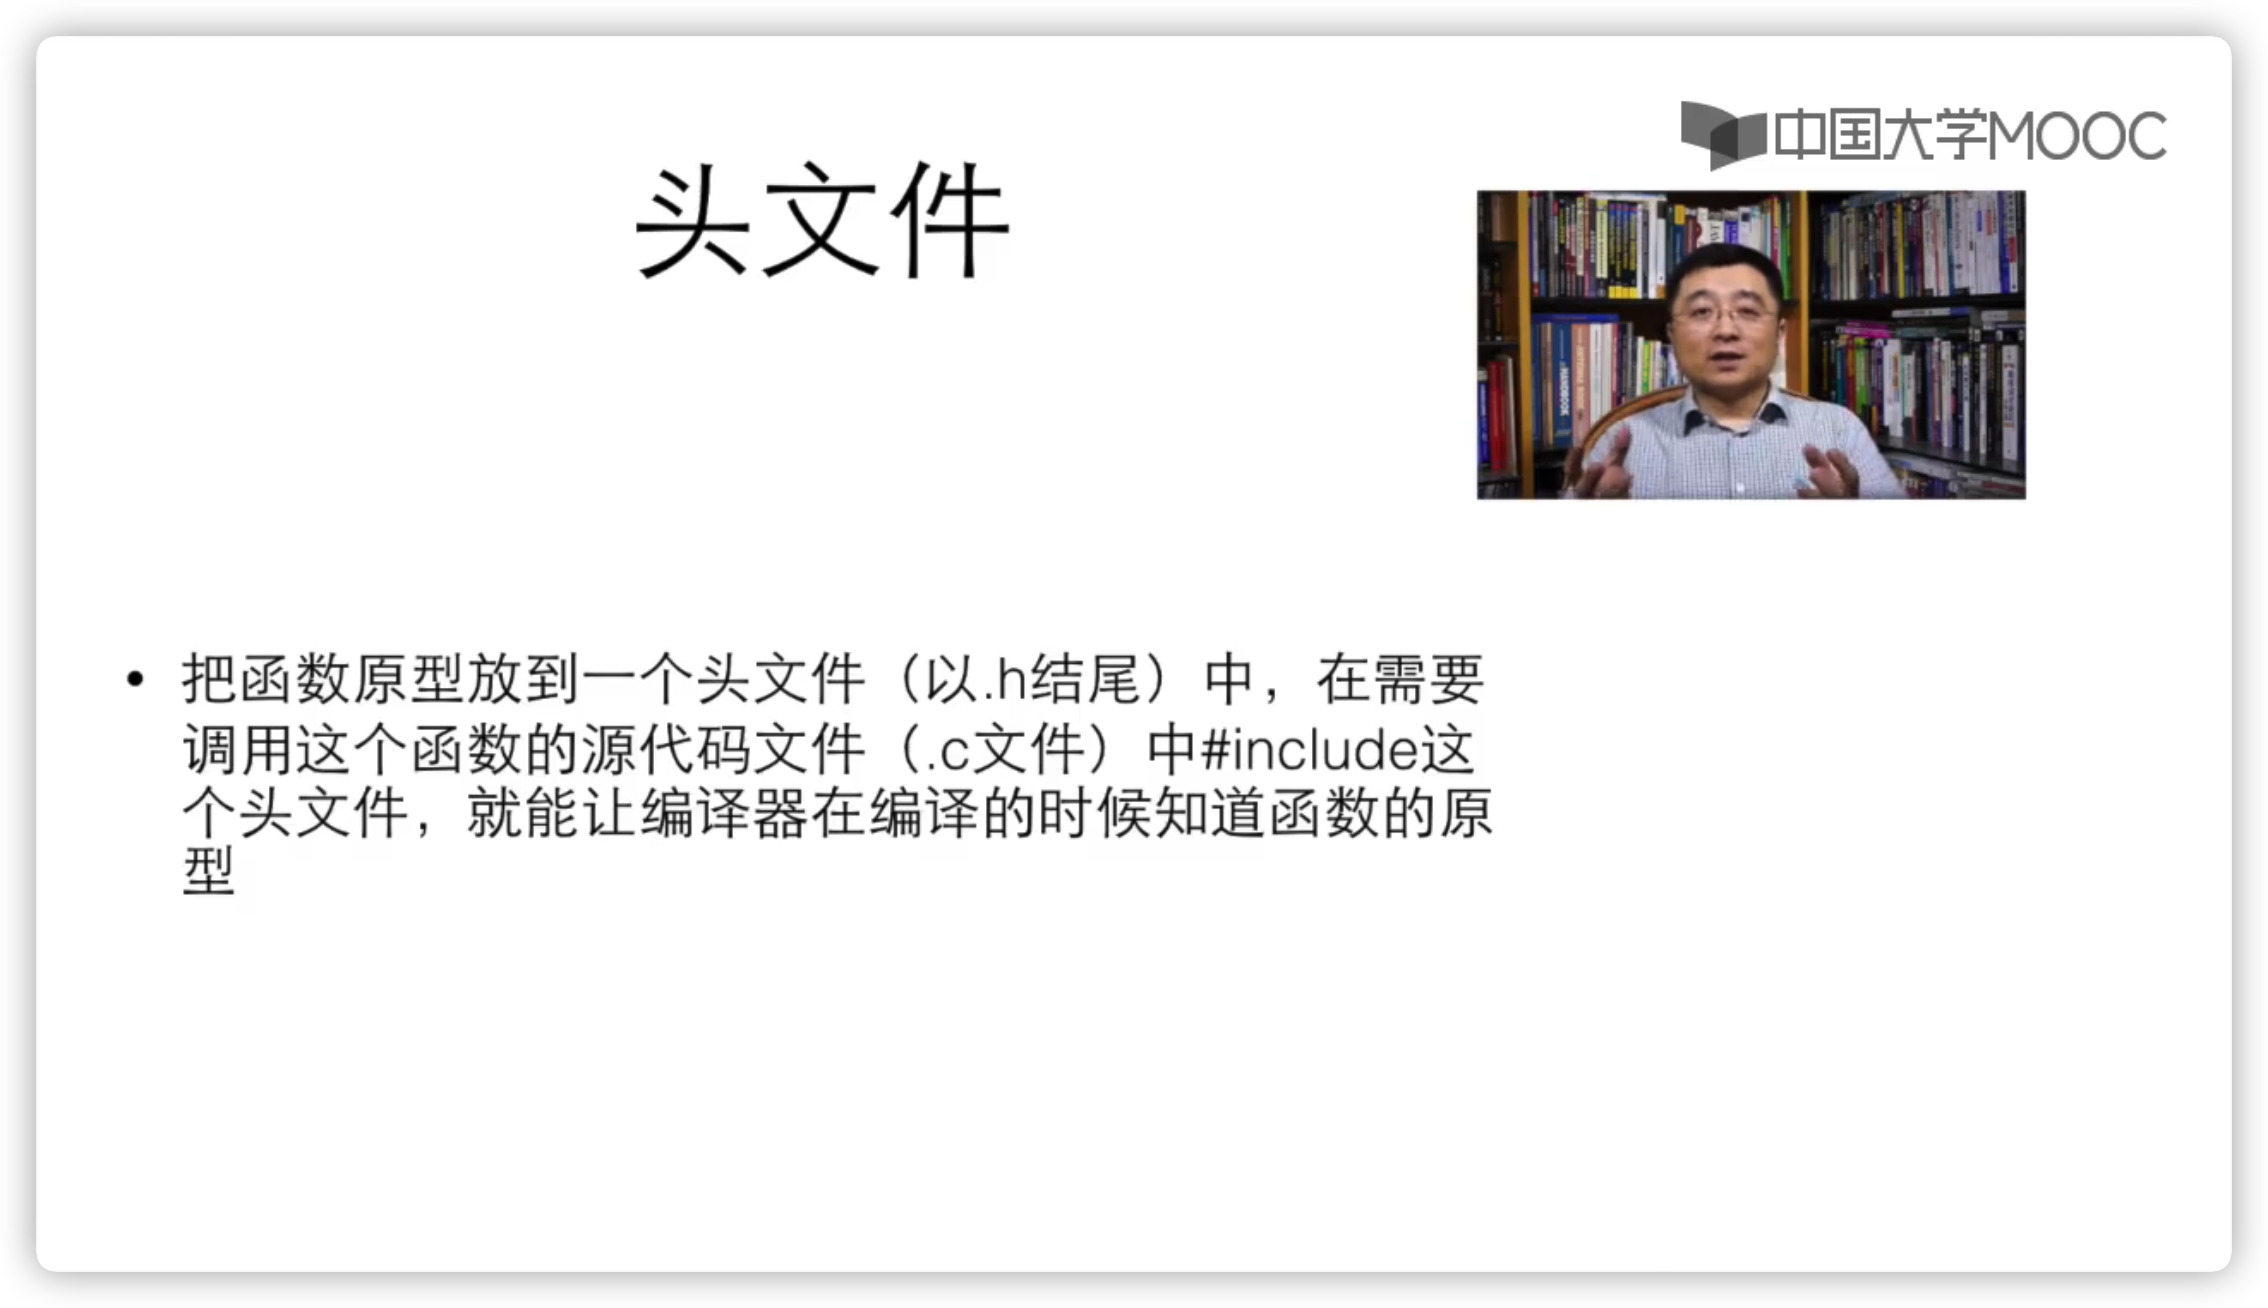 中国大学MOOC
头文件
• 把函数原型放到一个头文件（以.h结尾）中，在需要
调用这个函数的源代码文件（.c文件）中#include这
个头文件，就能让编译器在编译的时候知道函数的原
型